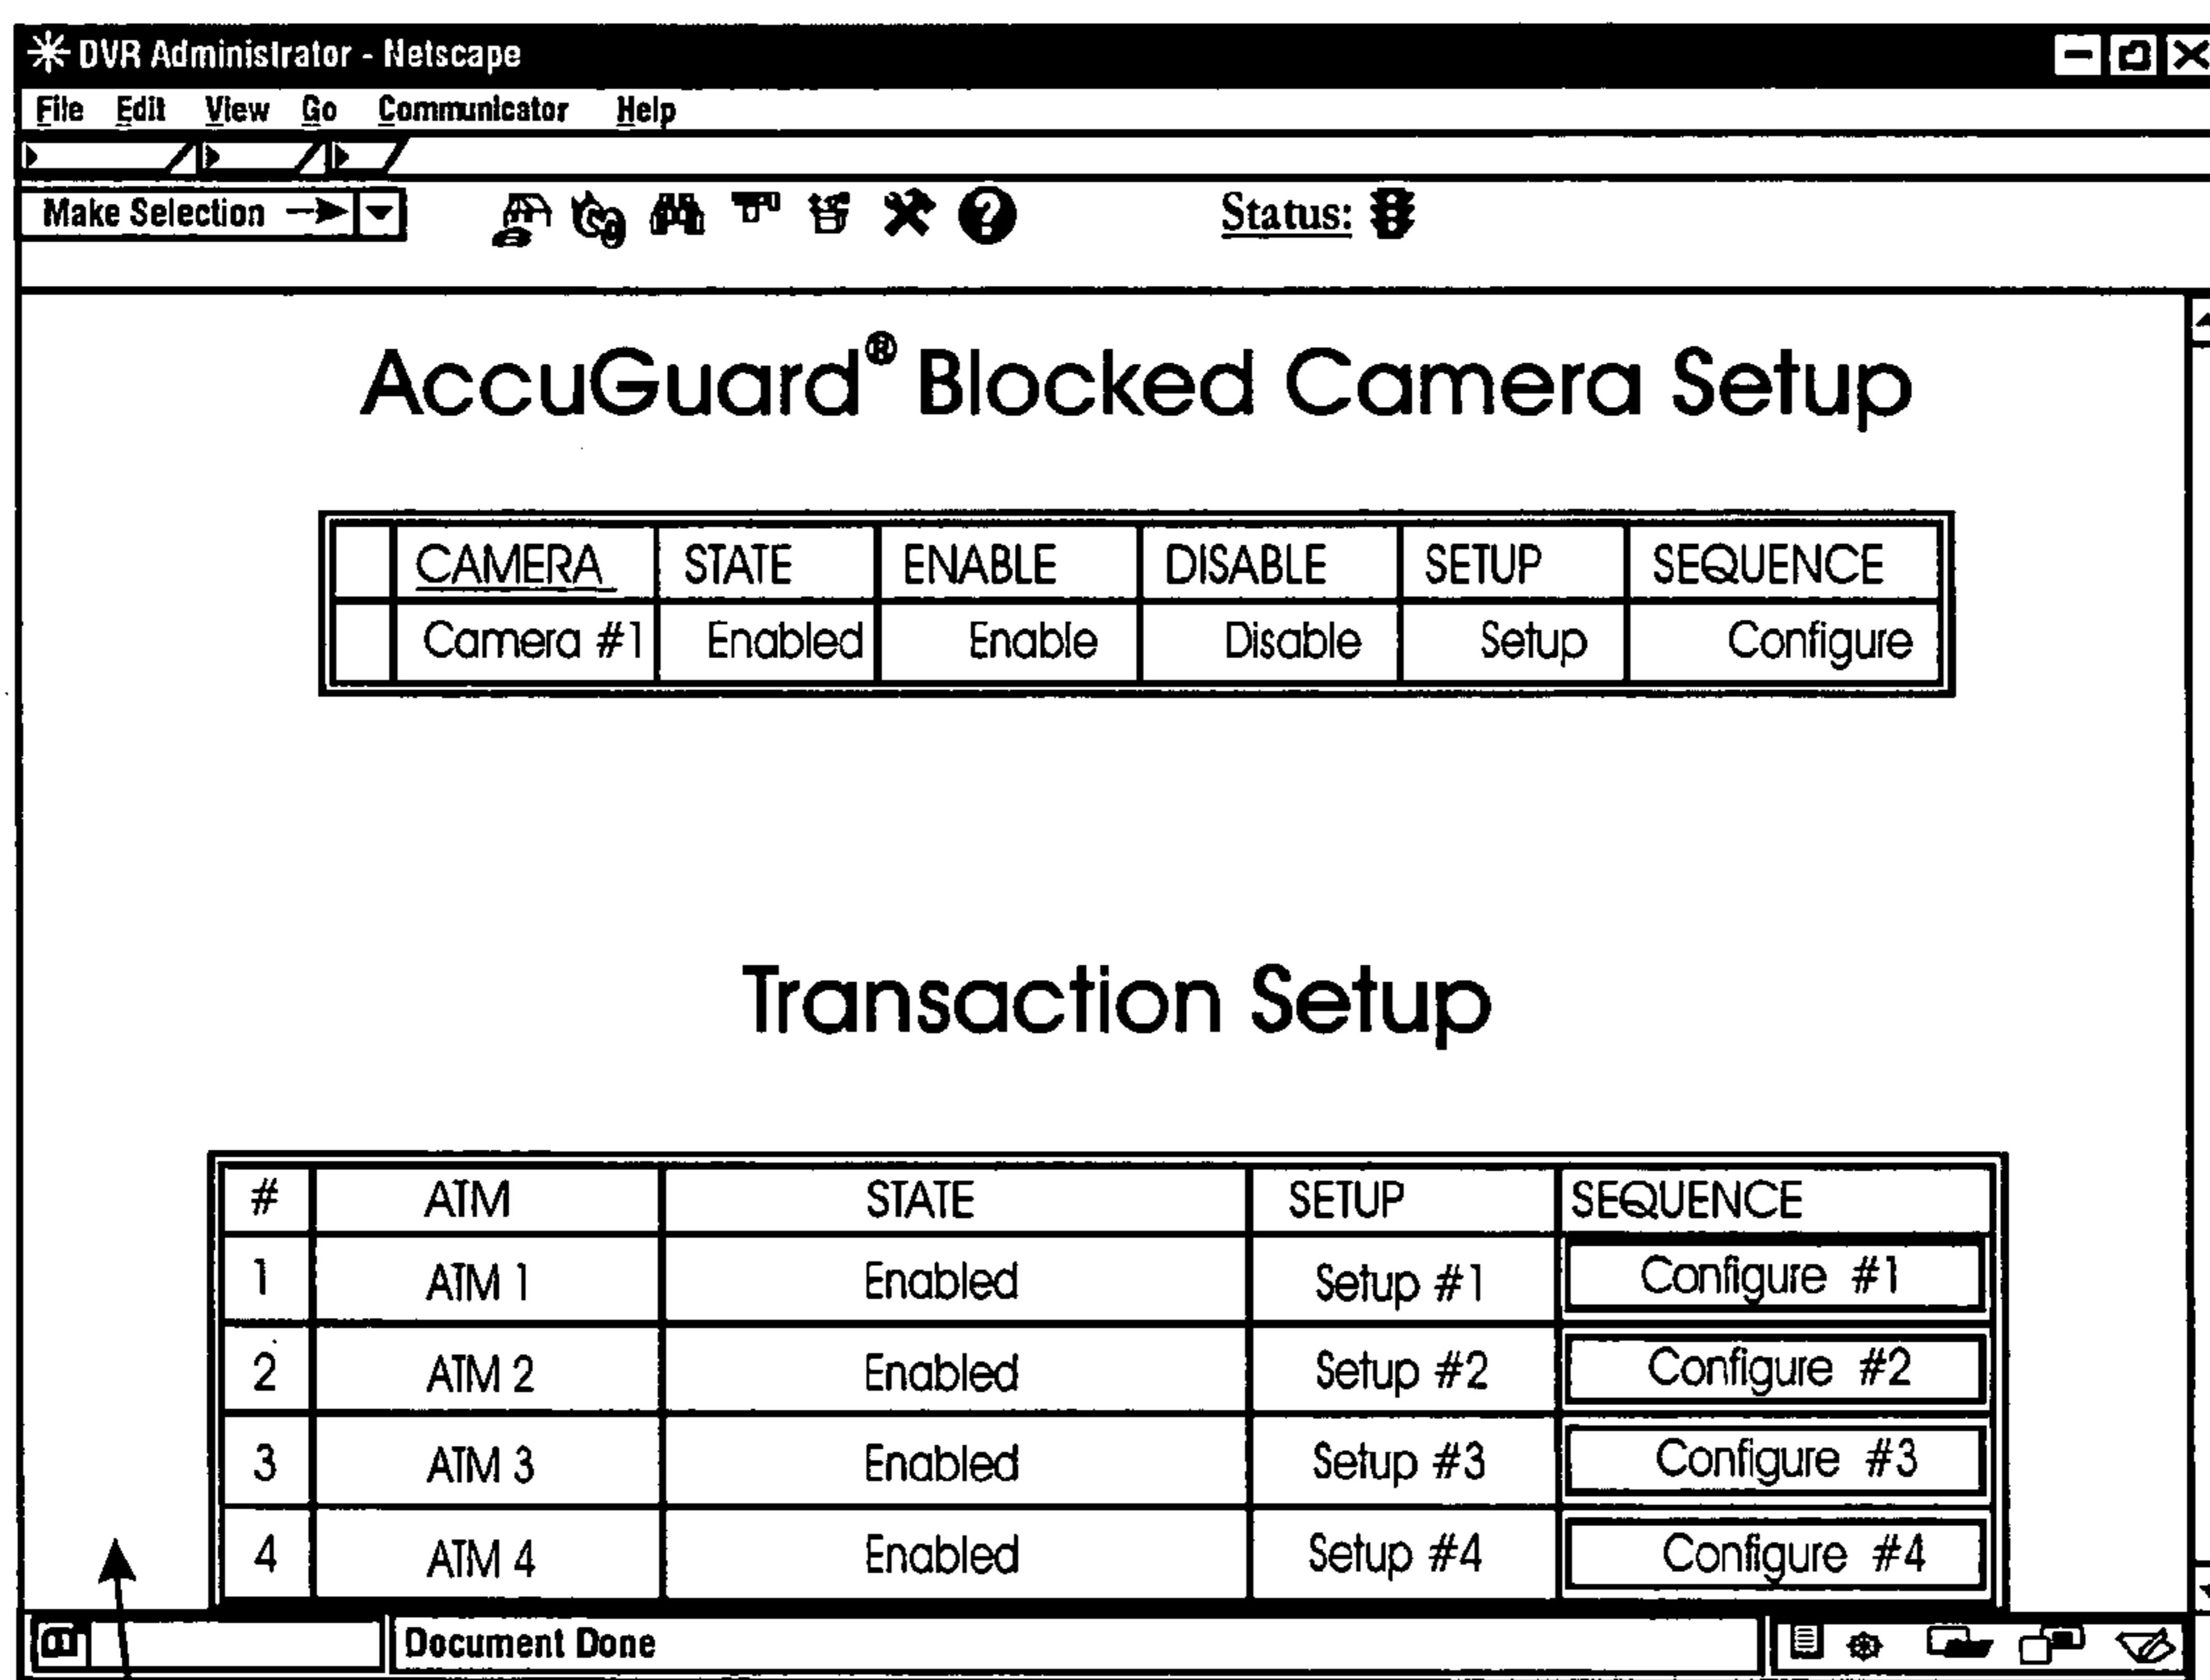 DVR Administrator - Netscape
File Edit View Go Communicator Help
Make Selection
Status:
AccuGuard® Blocked Camera Setup
CAMERA STATE ENABLE DISABLE SETUP SEQUENCE
Camera #1 Enabled Enable Disable Setup Configure
Transaction Setup
# ATM STATE SETUP SEQUENCE
1 ATM 1 Enabled Setup #1 Configure #1
2 ATM 2 Enabled Setup #2 Configure #2
3 ATM 3 Enabled Setup #3 Configure #3
4 ATM 4 Enabled Setup #4 Configure #4
Document Done